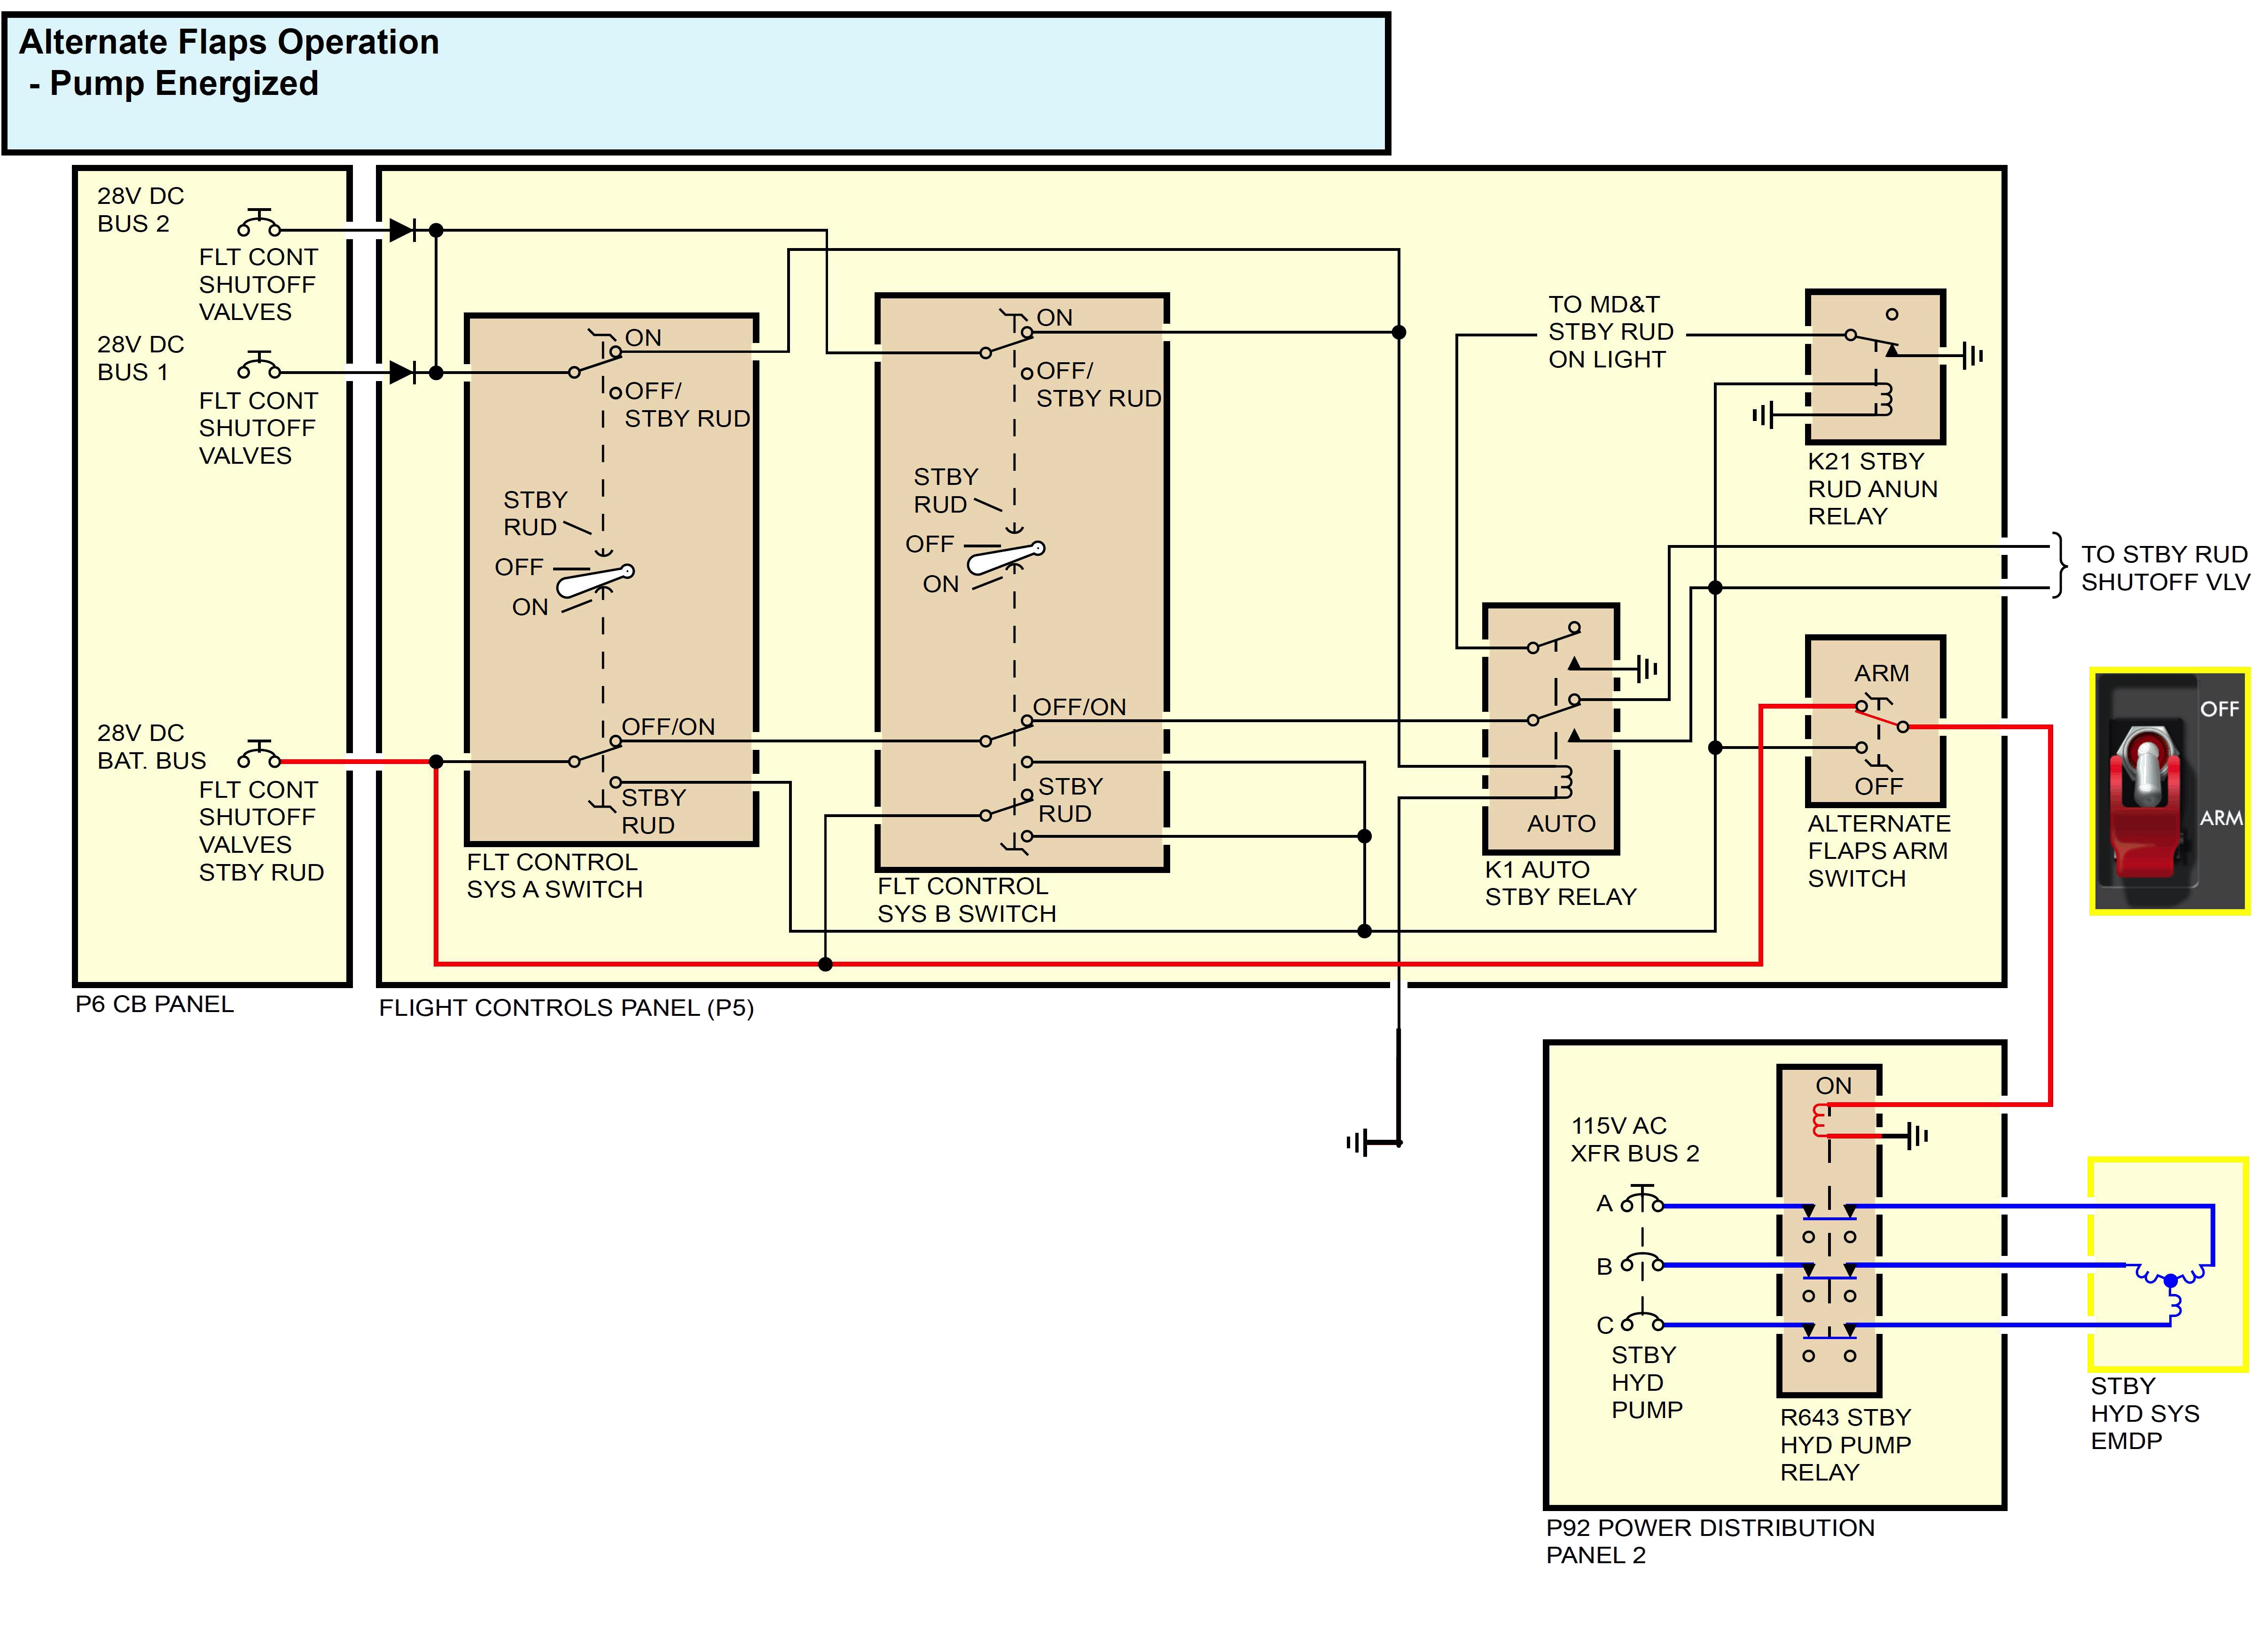 Alternate Flaps Operation
- Pump Energized
28V DC
BUS 2
FLT CONT
SHUTOFF
VALVES
28V DC
BUS 1
FLT CONT
SHUTOFF
VALVES
28V DC
BAT. BUS
FLT CONT
SHUTOFF
VALVES
STBY RUD
P6 CB PANEL
ON
OFF/
STBY RUD
STBY
RUD
OFF
ON
OFF/ON
STBY
RUD
FLT CONTROL
SYS A SWITCH
ON
OFF/
STBY RUD
STBY
RUD
OFF
ON
OFF/ON
STBY
RUD
FLT CONTROL
SYS B SWITCH
TO MD&T
STBY RUD
ON LIGHT
K21 STBY
RUD ANUN
RELAY
TO STBY RUD
SHUTOFF VLV
AUTO
K1 AUTO
STBY RELAY
ARM
OFF
ALTERNATE
FLAPS ARM
SWITCH
OFF
ARM
FLIGHT CONTROLS PANEL (P5)
ON
115V AC
XFR BUS 2
A
B
C
STBY
HYD
PUMP
R643 STBY
HYD PUMP
RELAY
STBY
HYD SYS
EMDP
P92 POWER DISTRIBUTION
PANEL 2